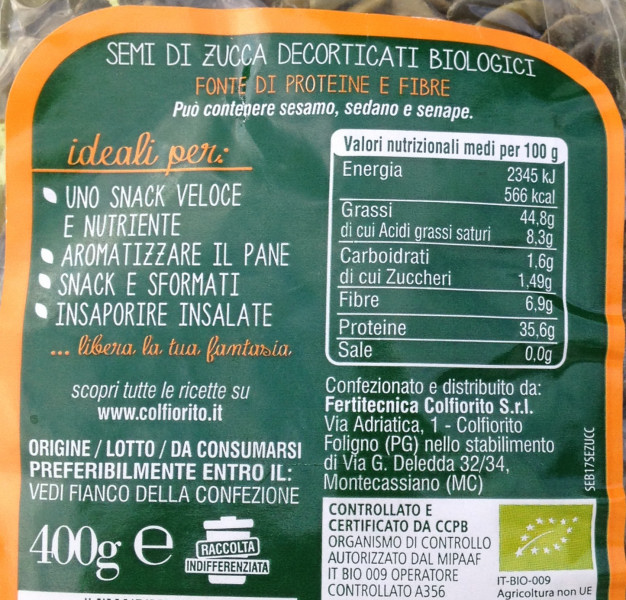 SEMI DI ZUCCA DECORTICATI BIOLOGICI
FONTE DI PROTEINE E FIBRE
Può contenere sesamo, sedano e senape.
ideali per:
UNO SNACK VELOCE
E NUTRIENTE
AROMATIZZARE IL PANE
SNACK E SFORMATI
INSAPORIRE INSALATE
... libera la tua fantasia
scopri tutte le ricette su
www.colfiorito.it
ORIGINE / LOTTO / DA CONSUMARSI
PREFERIBILMENTE ENTRO IL:
VEDI FIANCO DELLA CONFEZIONE
400g e
RACCOLTA
INDIFFERENZIATA
Valori nutrizionali medi per 100 g
Energia 2345 kJ
566 kcal
Grassi 44,8g
di cui Acidi grassi saturi 8,3g
Carboidrati 1,6g
di cui Zuccheri 1,49g
Fibre 6,9g
Proteine 35,6g
Sale 0,0g
Confezionato e distribuito da:
Fertitecnica Colfiorito S.r.l.
Via Adriatica, 1 - Colfiorito
Foligno (PG) nello stabilimento
di Via G. Deledda 32/34,
Montecassiano (MC)
SEB17SEZUCC
CONTROLLATO E
CERTIFICATO DA CCPB
ORGANISMO DI CONTROLLO
AUTORIZZATO DAL MIPAAF
IT BIO 009 OPERATORE
CONTROLLATO A356
IT-BIO-009
Agricoltura non UE